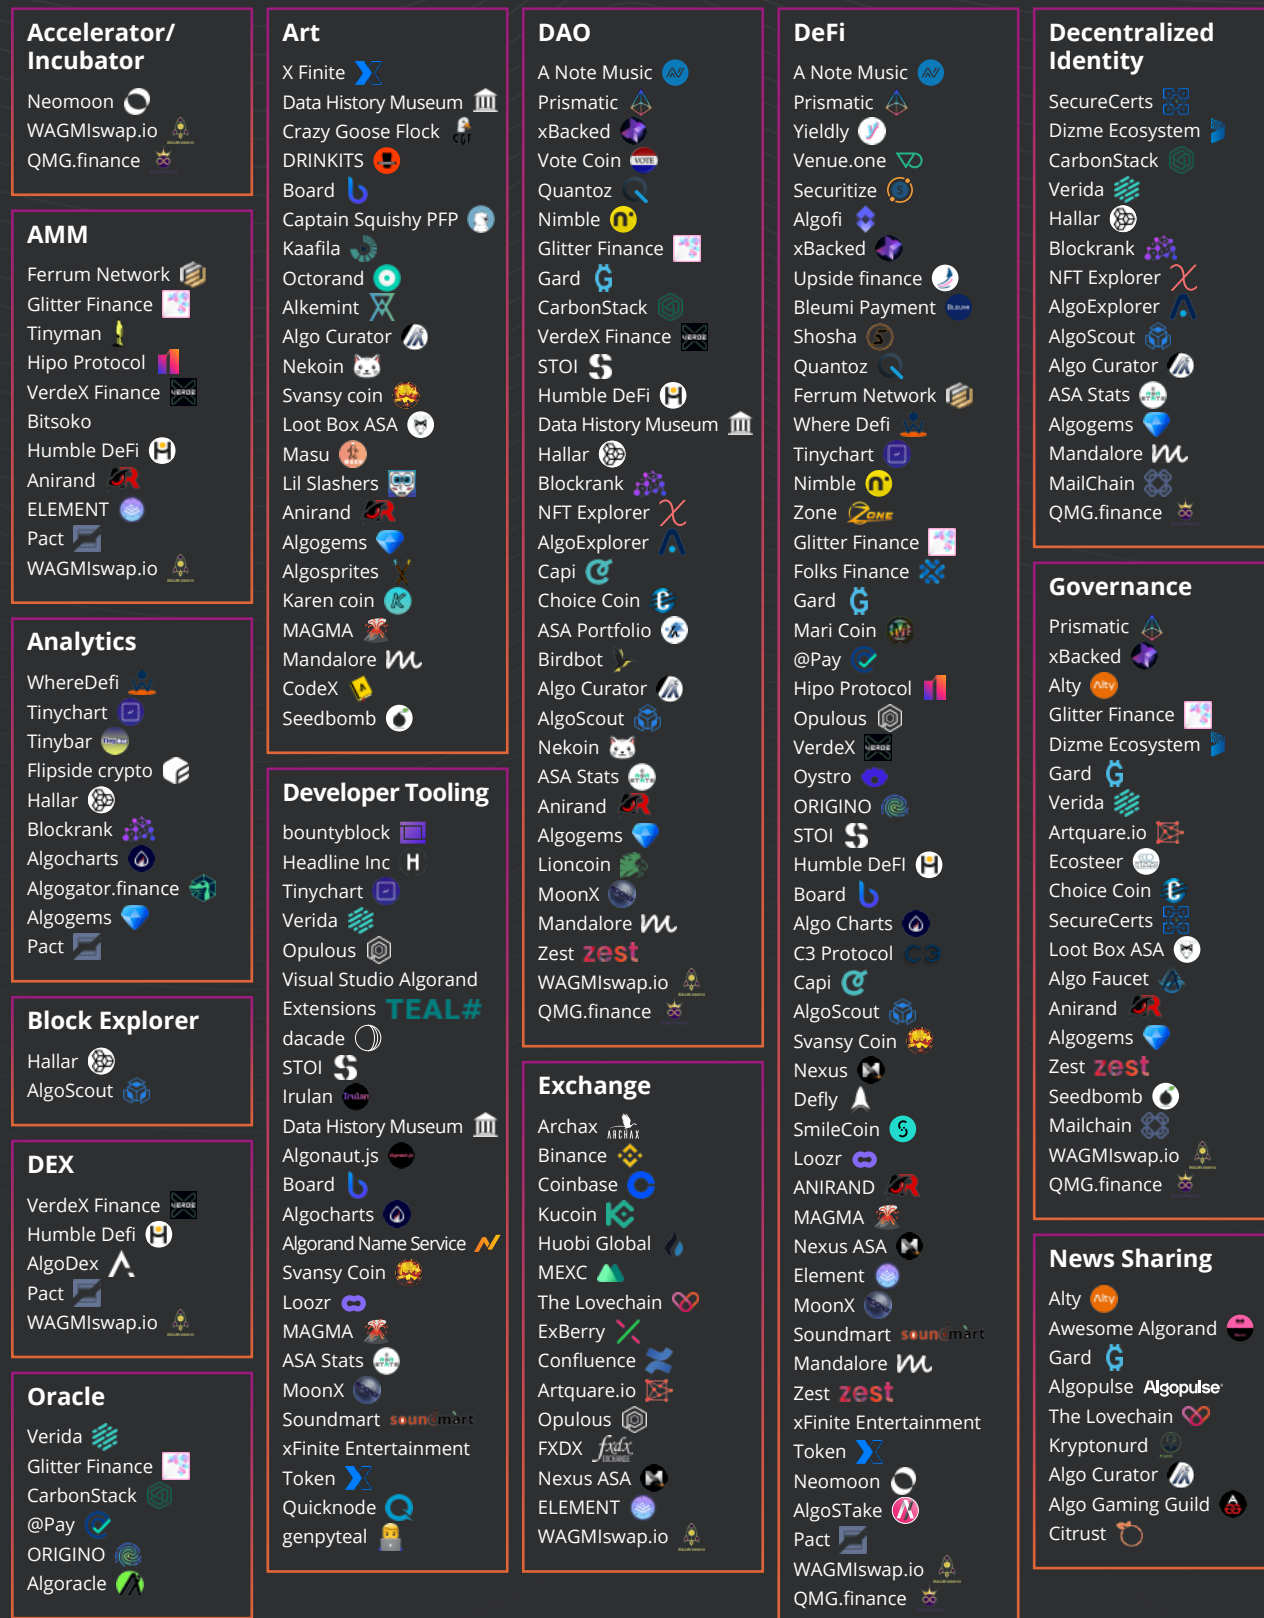 Accelerator/
Incubator
Neomoon
WAGMIswap.io
QMG.finance
AMM
Ferrum Network
Glitter Finance
Tinyman
Hipo Protocol
VerdeX Finance
Bitsoko
Humble DeFi
Anirand
ELEMENT
Pact
WAGMIswap.io
Analytics
WhereDefi
Tinychart
Tinybar
Flipside crypto
Hallar
Blockrank
Algocharts
Algogator.finance
Algogems
Pact
Block Explorer
Hallar
AlgoScout
DEX
VerdeX Finance
Humble Defi
AlgoDex
Pact
WAGMIswap.io
Oracle
Verida
Glitter Finance
CarbonStack
@Pay
ORIGINO
Algoracle
Art
X Finite
Data History Museum
Crazy Goose Flock
DRINKITS
Board
Captain Squishy PFP
Kaafila
Octorand
Alkemint
Algo Curator
Nekoin
Svansy coin
Loot Box ASA
Masu
Lil Slashers
Anirand
Algogems
Algosprites
Karen coin
MAGMA
Mandalore
CodeX
Seedbomb
Developer Tooling
bountyblock
Headline Inc H
Tinychart
Verida
Opulous
Visual Studio Algorand
Extensions TEAL#
dacade
STOI
Irulan Irulan
Data History Museum
Algonaut.js
Board
Algocharts
Algorand Name Service
Svansy Coin
Loozr
MAGMA
ASA Stats
MoonX
Soundmart soundmart
xFinite Entertainment
Token
Quicknode
genpyteal
DAO
A Note Music
Prismatic
xBacked
Vote Coin VOTE
Quantoz
Nimble
Glitter Finance
Gard
CarbonStack
VerdeX Finance VERDE
STOI
Humble DeFi
Data History Museum
Hallar
Blockrank
NFT Explorer
AlgoExplorer
Capi
Choice Coin
ASA Portfolio
Birdbot
Algo Curator
AlgoScout
Nekoin
ASA Stats
Anirand
Algogems
Lioncoin
MoonX
Mandalore
Zest zest
WAGMIswap.io
QMG.finance
Exchange
Archax ARCHAX
Binance
Coinbase
Kucoin
Huobi Global
MEXC
The Lovechain
ExBerry
Confluence
Artquare.io
Opulous
FXDX fxdx EXCHANGE
Nexus ASA
ELEMENT
WAGMIswap.io
DeFi
A Note Music
Prismatic
Yieldly
Venue.one
Securitize
Algofi
xBacked
Upside finance
Bleumi Payment BLEUMI
Shosha
Quantoz
Ferrum Network
Where Defi
Tinychart
Nimble
Zone ZONE
Glitter Finance
Folks Finance
Gard
Mari Coin
@Pay
Hipo Protocol
Opulous
VerdeX VERDE
Oystro
ORIGINO
STOI
Humble DeFI
Board
Algo Charts
C3 Protocol C3
Capi
AlgoScout
Svansy Coin
Nexus
Defly
SmileCoin
Loozr
ANIRAND
MAGMA
Nexus ASA
Element
MoonX
Soundmart soundmart
Mandalore
Zest zest
xFinite Entertainment
Token
Neomoon
AlgoSTake
Pact
WAGMIswap.io
QMG.finance
Decentralized
Identity
SecureCerts
Dizme Ecosystem
CarbonStack
Verida
Hallar
Blockrank
NFT Explorer
AlgoExplorer
AlgoScout
Algo Curator
ASA Stats
Algogems
Mandalore
MailChain
QMG.finance
Governance
Prismatic
xBacked
Alty Alty
Glitter Finance
Dizme Ecosystem
Gard
Verida
Artquare.io
Ecosteer
Choice Coin
SecureCerts
Loot Box ASA
Algo Faucet
Anirand
Algogems
Zest zest
Seedbomb
Mailchain
WAGMIswap.io
QMG.finance
News Sharing
Alty Alty
Awesome Algorand
Gard
Algopulse Algopulse
The Lovechain
Kryptonurd
Algo Curator
Algo Gaming Guild
Citrust